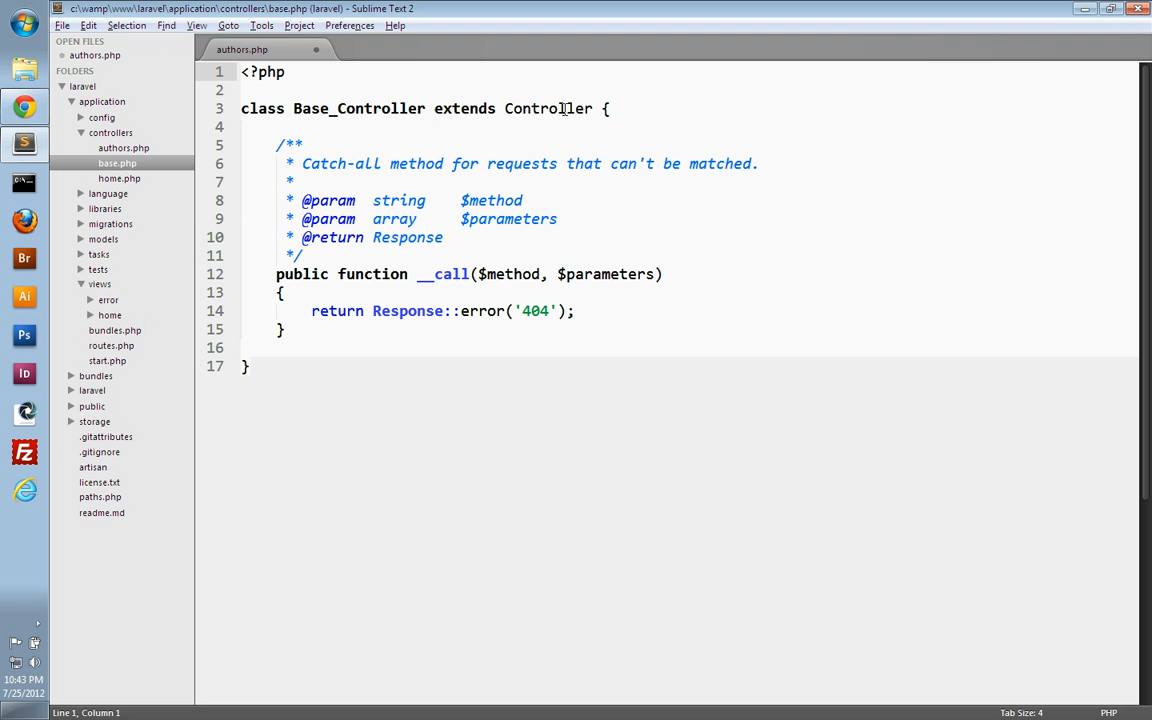 c:\wamp\www\laravel\application\controllers\base.php (laravel) - Sublime Text 2
File Edit Selection Find View Goto Tools Project Preferences Help
OPEN FILES
authors.php
FOLDERS
laravel
application
config
controllers
authors.php
base.php
home.php
language
libraries
migrations
models
tasks
tests
views
error
home
bundles.php
routes.php
start.php
bundles
laravel
public
storage
.gitattributes
.gitignore
artisan
license.txt
paths.php
readme.md
authors.php
1 <?php
2
3 class Base_Controller extends Controller {
4
5 /**
6 * Catch-all method for requests that can't be matched.
7 *
8 * @param string $method
9 * @param array $parameters
10 * @return Response
11 */
12 public function __call($method, $parameters)
13 {
14 return Response::error('404');
15 }
16
17 }
S
Br
Ai
Ps
Id
Fz
10:43 PM
7/25/2012
Line 1, Column 1
Tab Size: 4
PHP